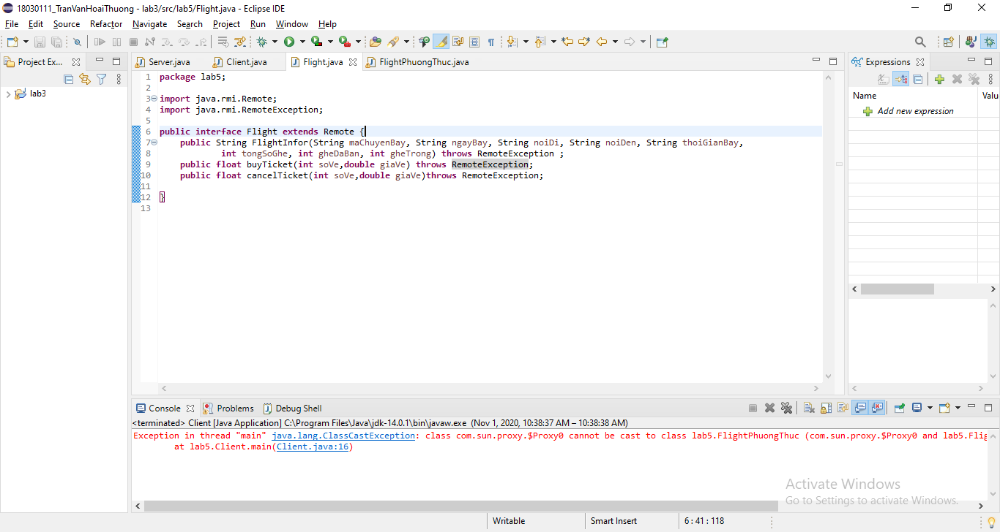 18030111_TranVanHoaiThuong - lab3/src/lab5/Flight.java - Eclipse IDE
File Edit Source Refactor Navigate Search Project Run Window Help
Project Ex...
Server.java Client.java Flight.java FlightPhuongThuc.java
Expressions
lab3
Name Valu
Add new expression
1 package lab5;
2
3 import java.rmi.Remote;
4 import java.rmi.RemoteException;
5
6 public interface Flight extends Remote {
7 public String FlightInfor(String maChuyenBay, String ngayBay, String noiDi, String noiDen, String thoiGianBay,
8 int tongSoGhe, int gheDaBan, int gheTrong) throws RemoteException ;
9 public float buyTicket(int soVe,double giaVe) throws RemoteException;
10 public float cancelTicket(int soVe,double giaVe)throws RemoteException;
11
12 }
13
Console Problems Debug Shell
<terminated> Client [Java Application] C:\Program Files\Java\jdk-14.0.1\bin\javaw.exe (Nov 1, 2020, 10:38:37 AM – 10:38:38 AM)
Exception in thread "main" java.lang.ClassCastException: class com.sun.proxy.$Proxy0 cannot be cast to class lab5.FlightPhuongThuc (com.sun.proxy.$Proxy0 and lab5.Flig
at lab5.Client.main(Client.java:16)
Activate Windows
Go to Settings to activate Windows.
Writable Smart Insert 6 : 41 : 118